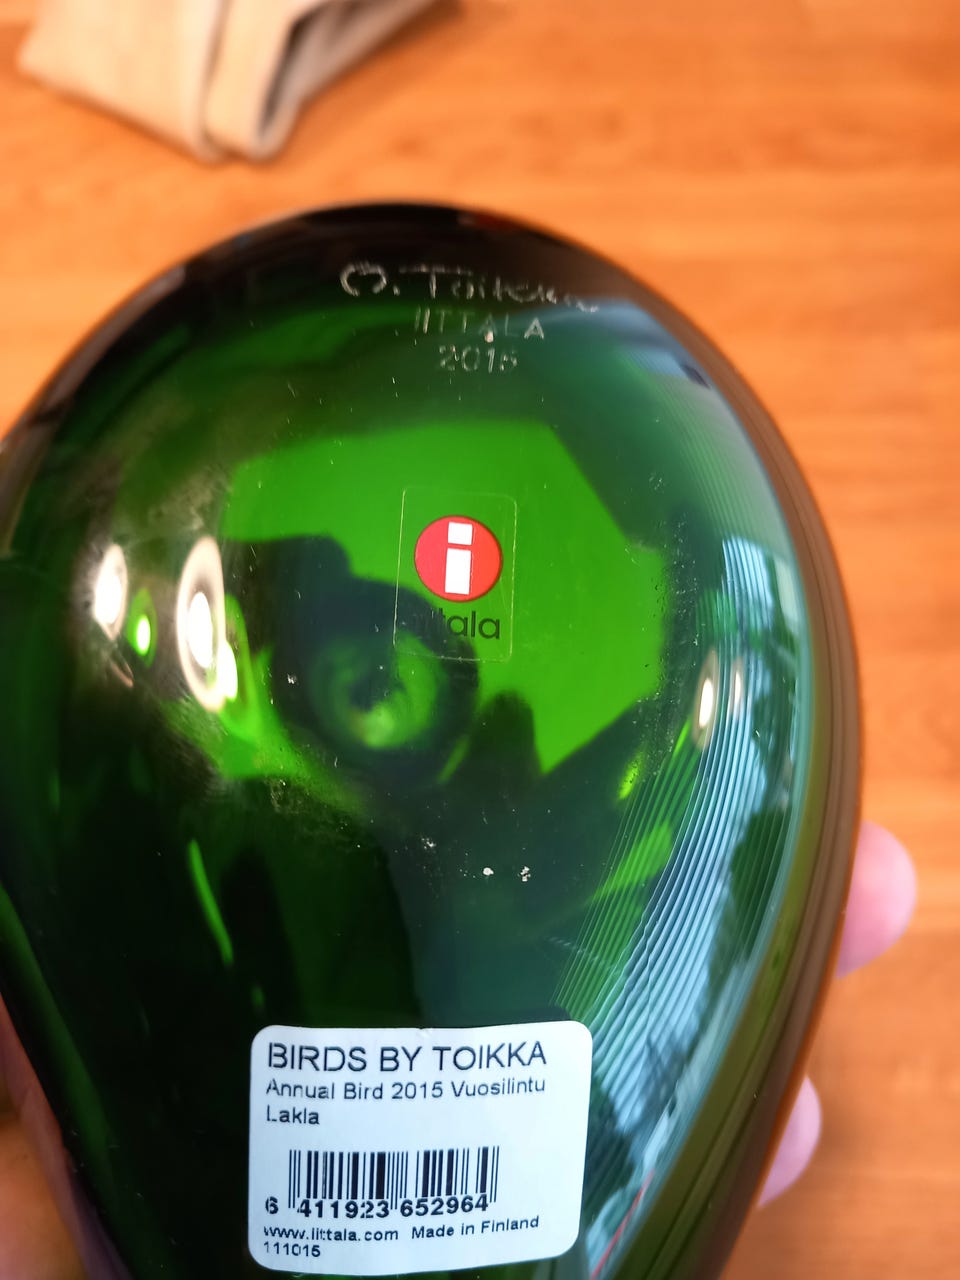 O. Toikka
IITTALA
2015
i
iittala
BIRDS BY TOIKKA
Annual Bird 2015 Vuosilintu
Lakla
6 411923 652964
www.iittala.com Made in Finland
111015